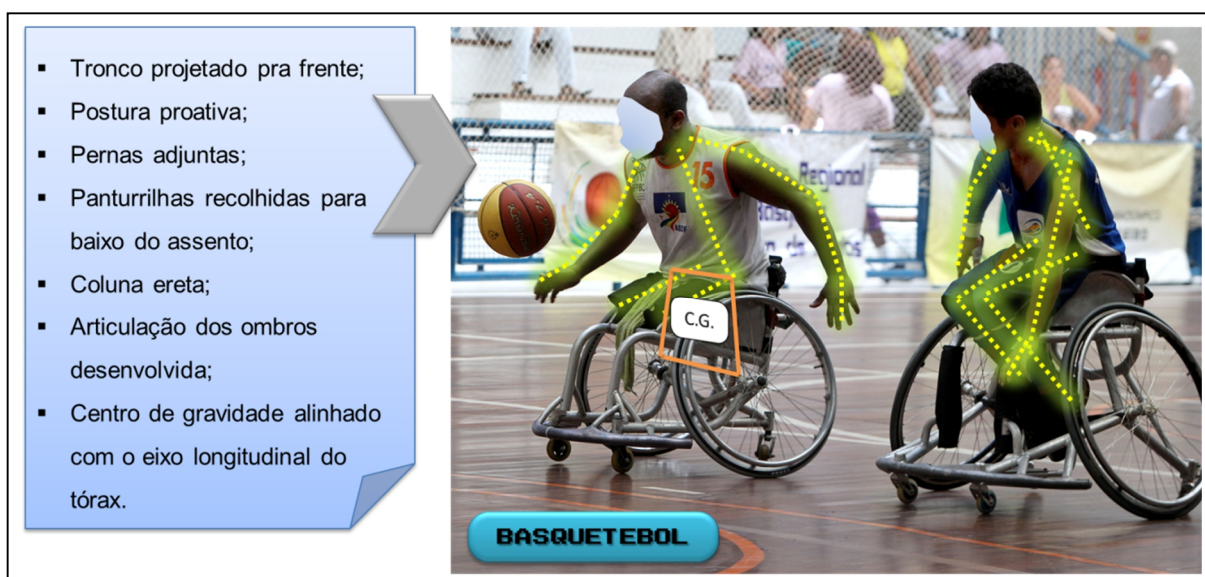 ▪ Tronco projetado pra frente;
▪ Postura proativa;
▪ Pernas adjuntas;
▪ Panturrilhas recolhidas para
baixo do assento;
▪ Coluna ereta;
▪ Articulação dos ombros
desenvolvida;
▪ Centro de gravidade alinhado
com o eixo longitudinal do
tórax.
15
Regional
C.G.
BASQUETEBOL